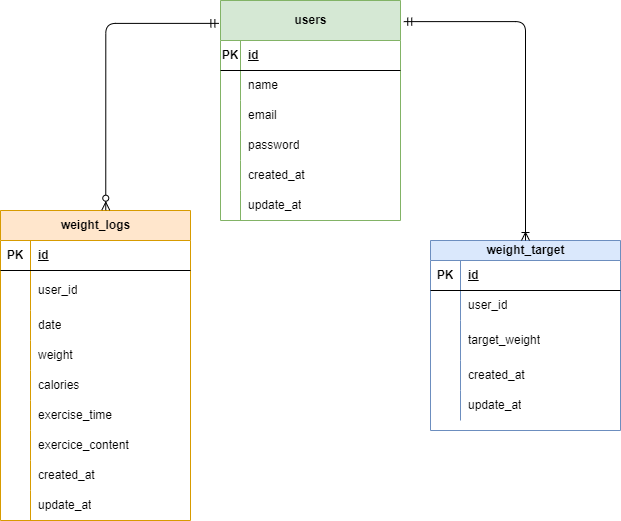 users
PK id
name
email
password
created_at
update_at
weight_logs
PK id
user_id
date
weight
calories
exercise_time
exercice_content
created_at
update_at
weight_target
PK id
user_id
target_weight
created_at
update_at